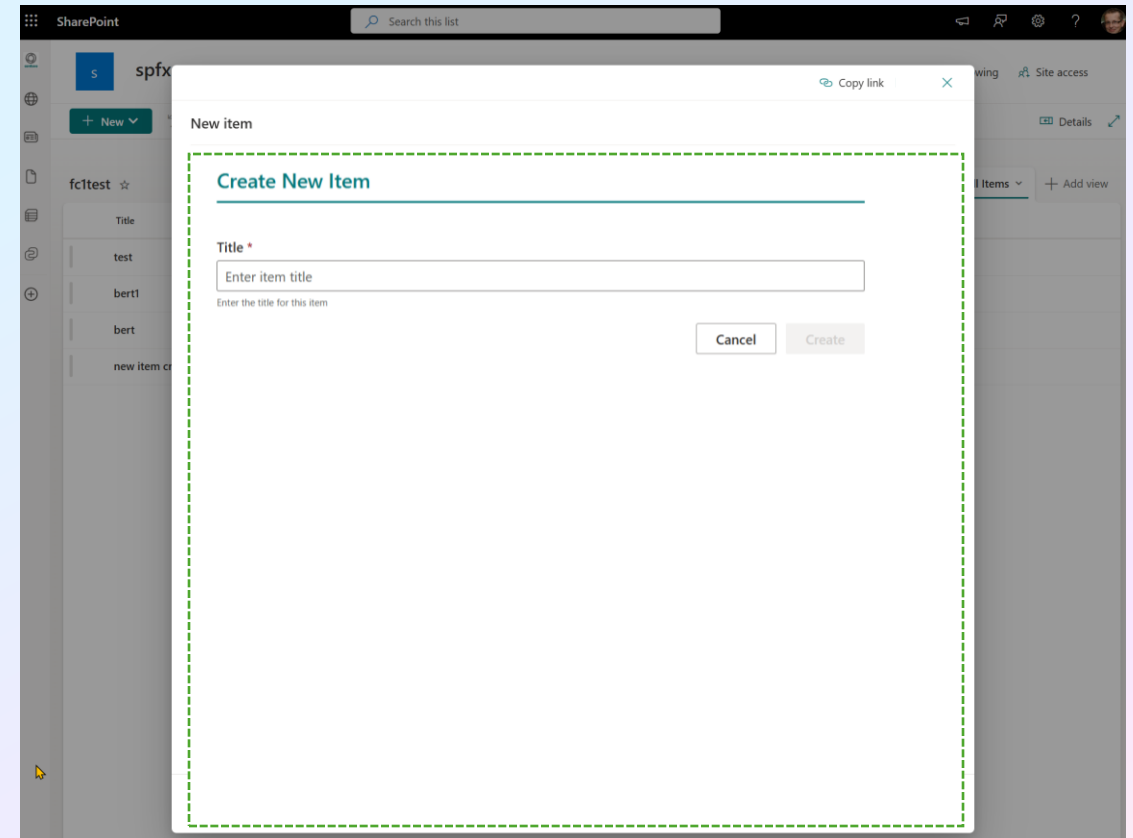 SharePoint
Search this list
?
S
spfx
wing
Site access
Copy link
New
Details
New item
fc1test
Create New Item
l Items
Add view
Title
test
bert1
bert
new item cr
Title *
Enter item title
Enter the title for this item
Cancel
Create